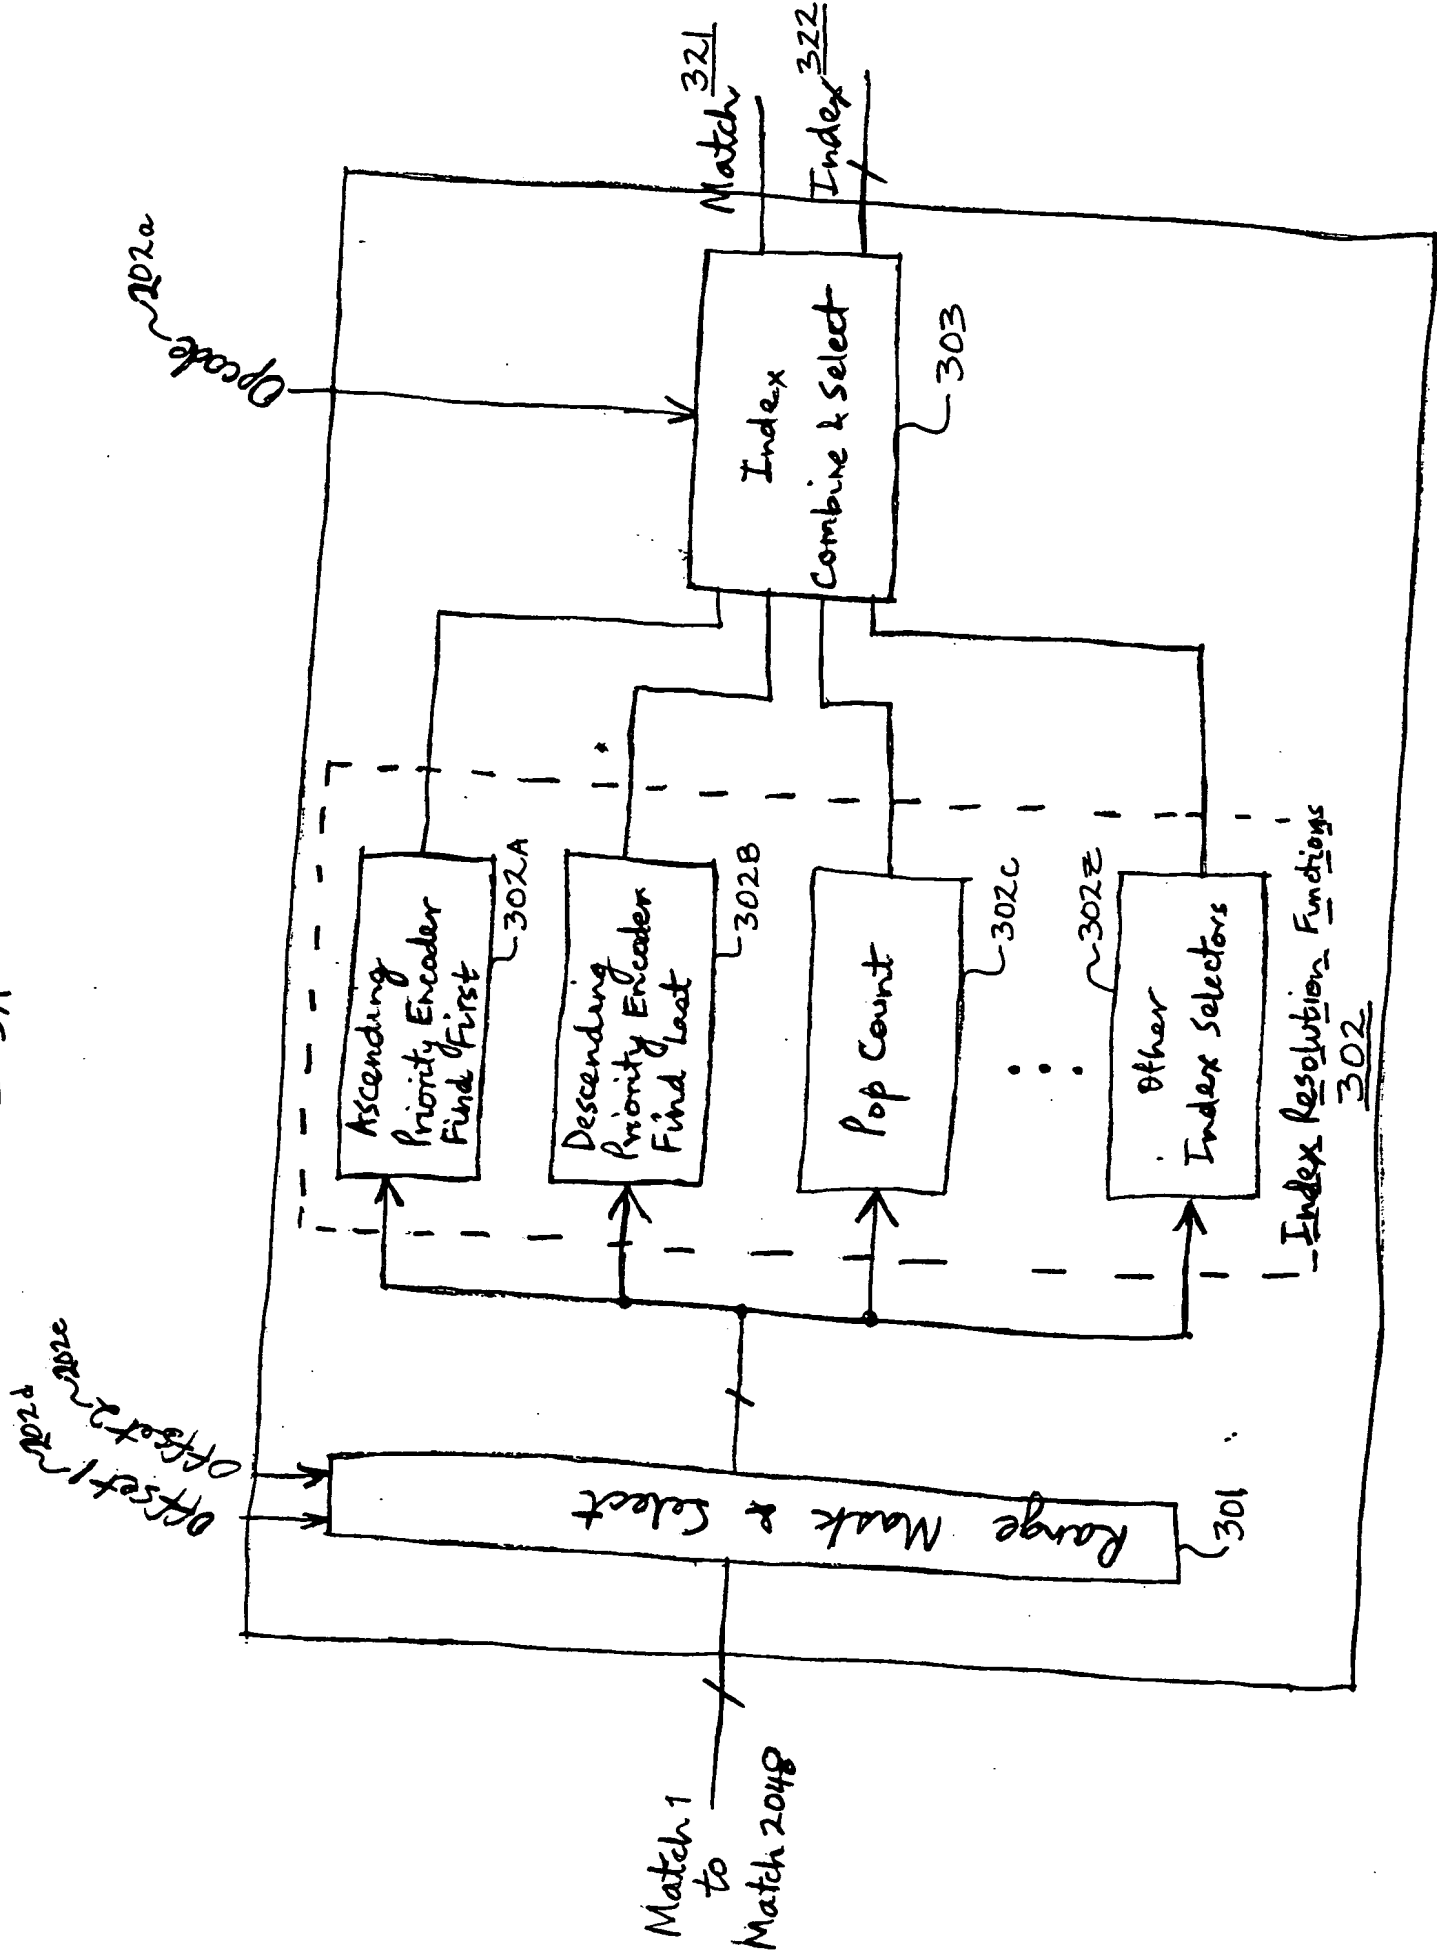 Offset 1
202d
Offset 2
202e
Opcode
202a
Match 1
to
Match 2048
Range Mask & Select
301
Ascending
Priority Encoder
Find First
302A
Descending
Priority Encoder
Find Last
302B
Pop Count
302C
Other
Index Selectors
302Z
Index Resolution Functions
302
Index
Combine & Select
303
Match 321
Index 322